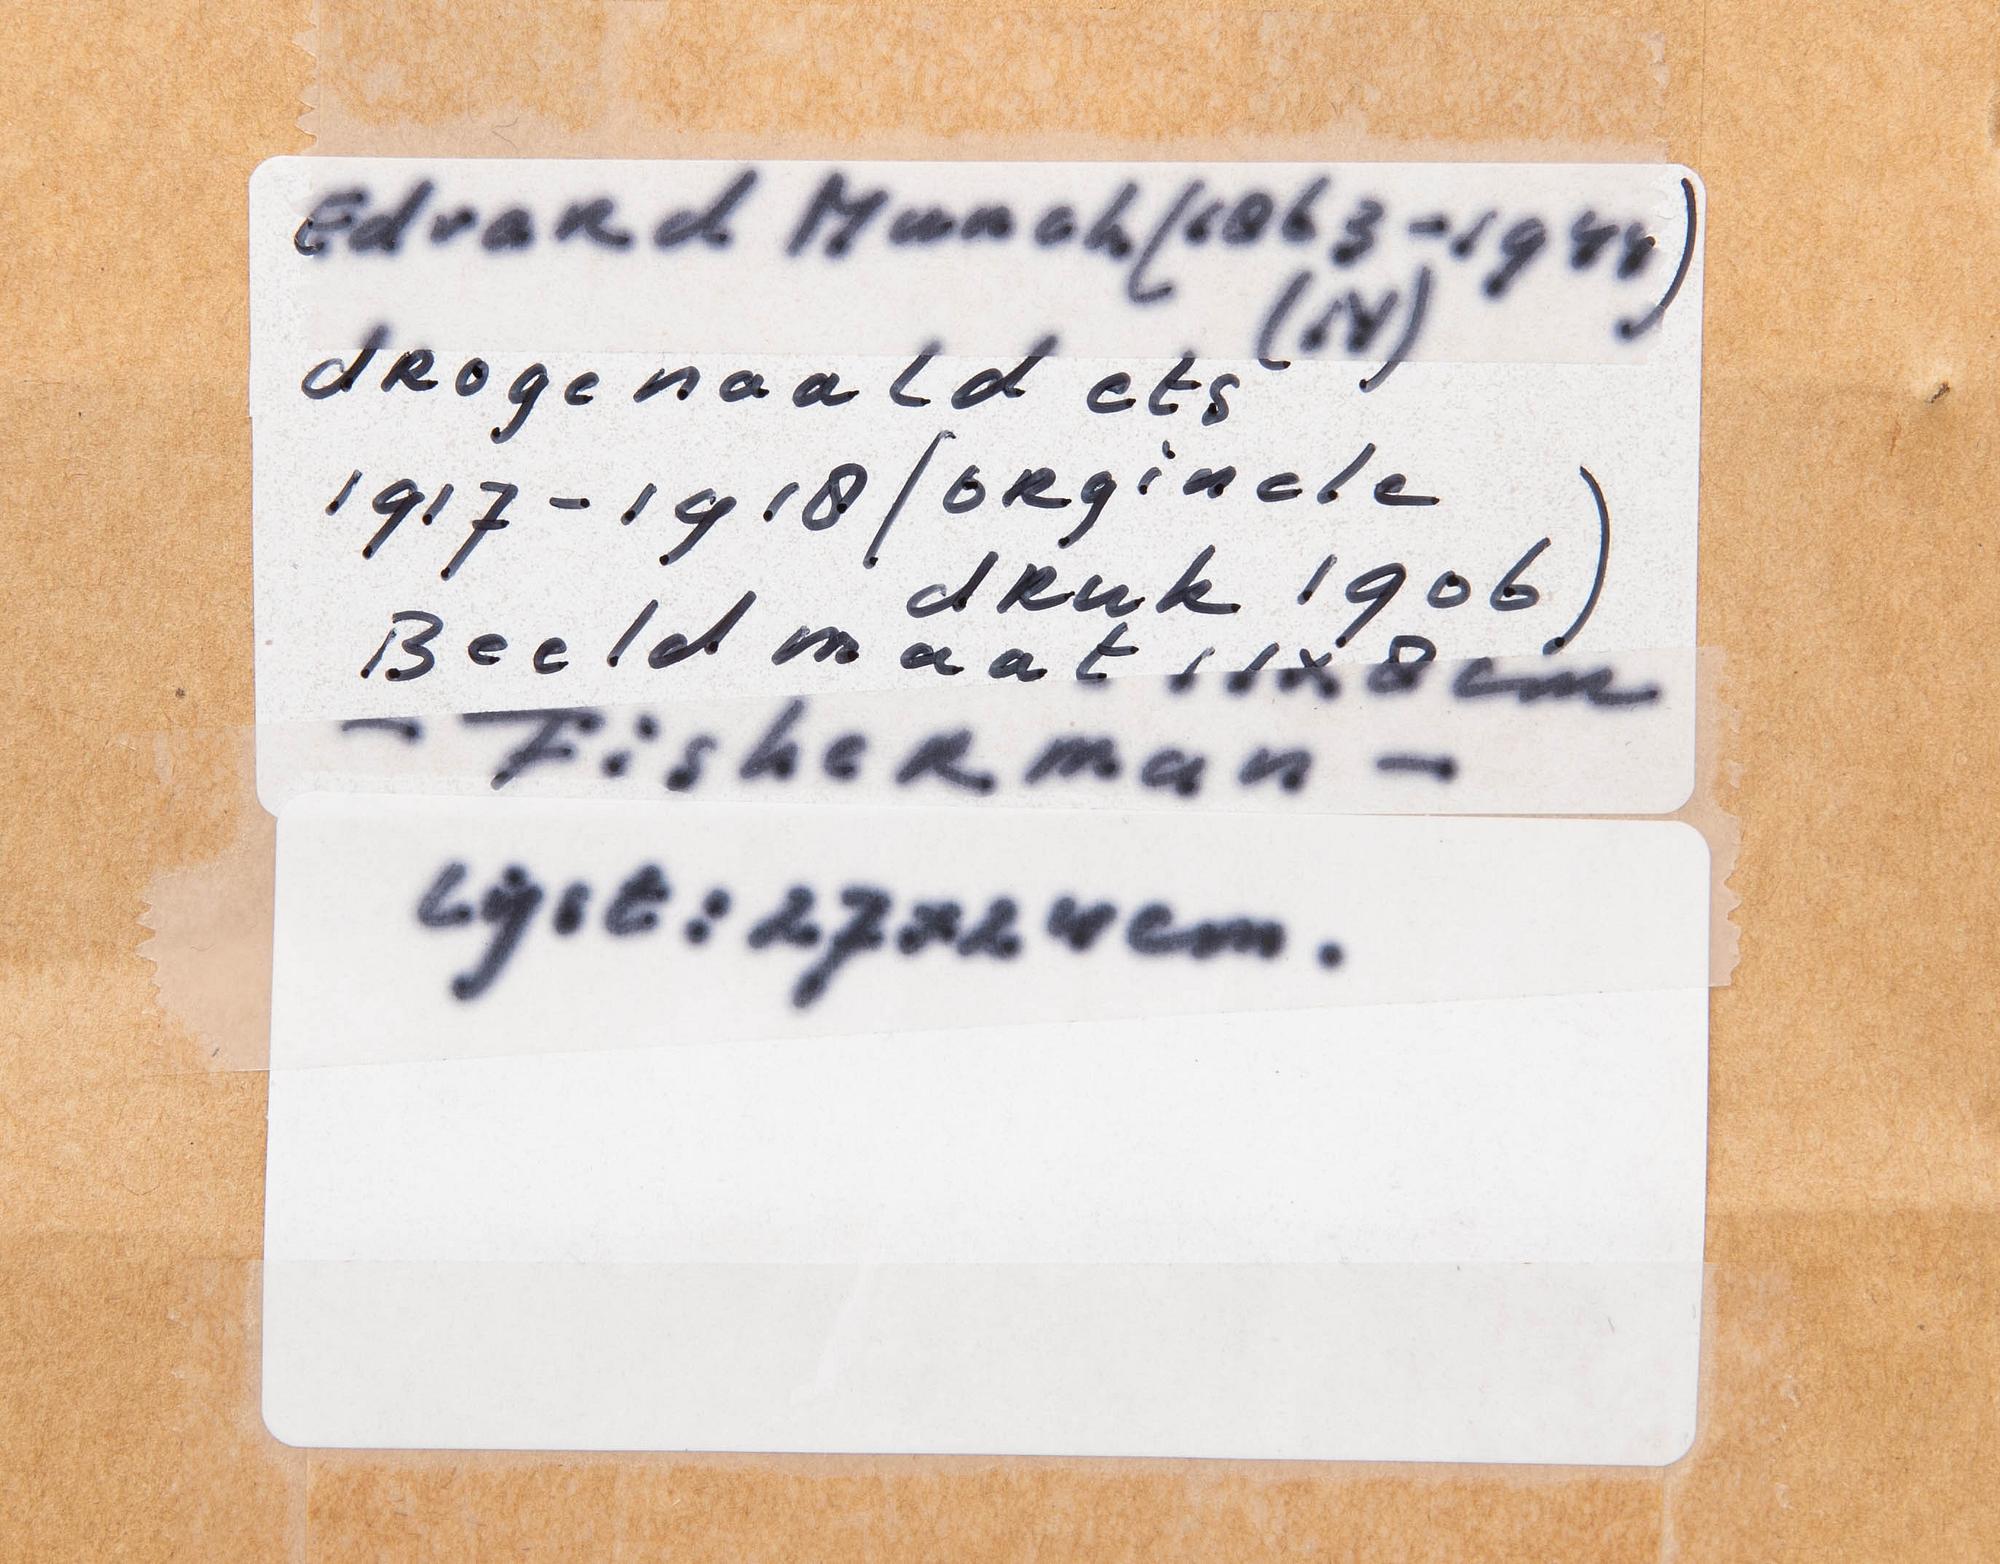 Edvard Munch (1863-1944)
(N)
drogenaald ets
1917-1918 (orginele
druk 1906)
Beeldmaat 11x8cm
- Fisherman -
Lijst: 27x24cm.